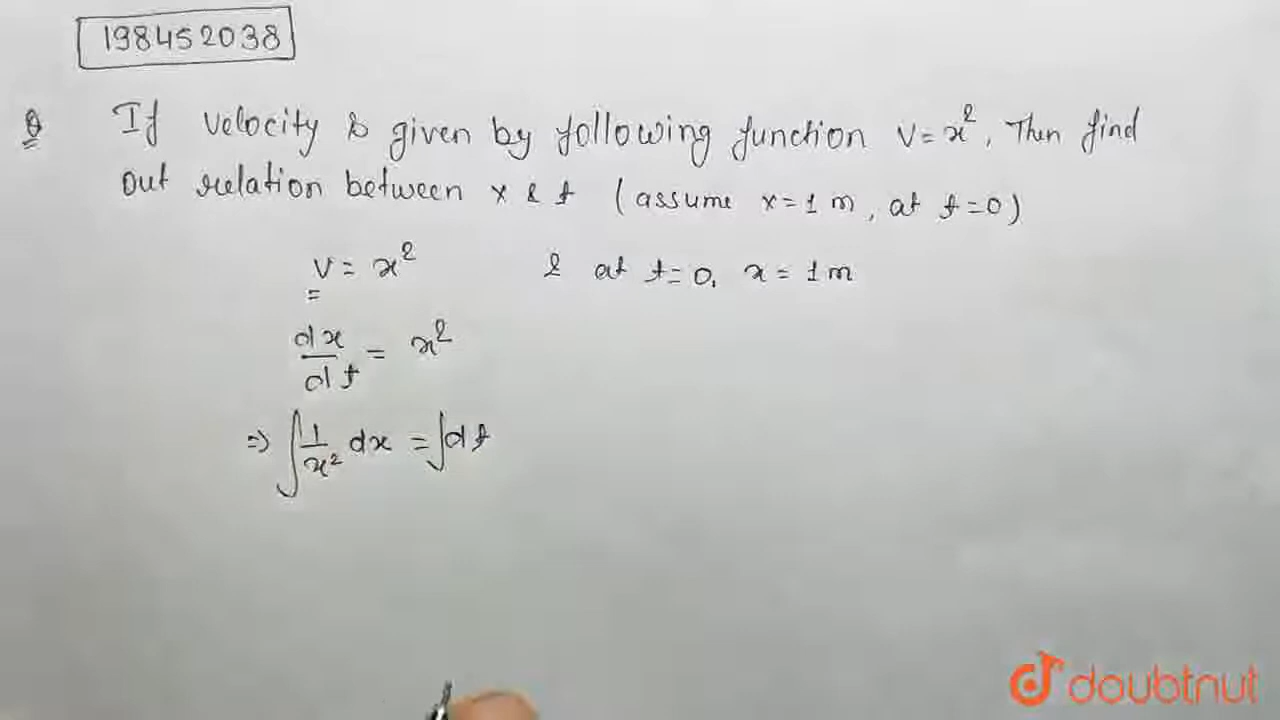 198452038
Q If velocity is given by following function v = x², Then find
out relation between x & t (assume x = 1 m, at t = 0)
v = x² & at t = 0, x = 1 m
dx/dt = x²
⇒ ∫ 1/x² dx = ∫ dt
doubtnut